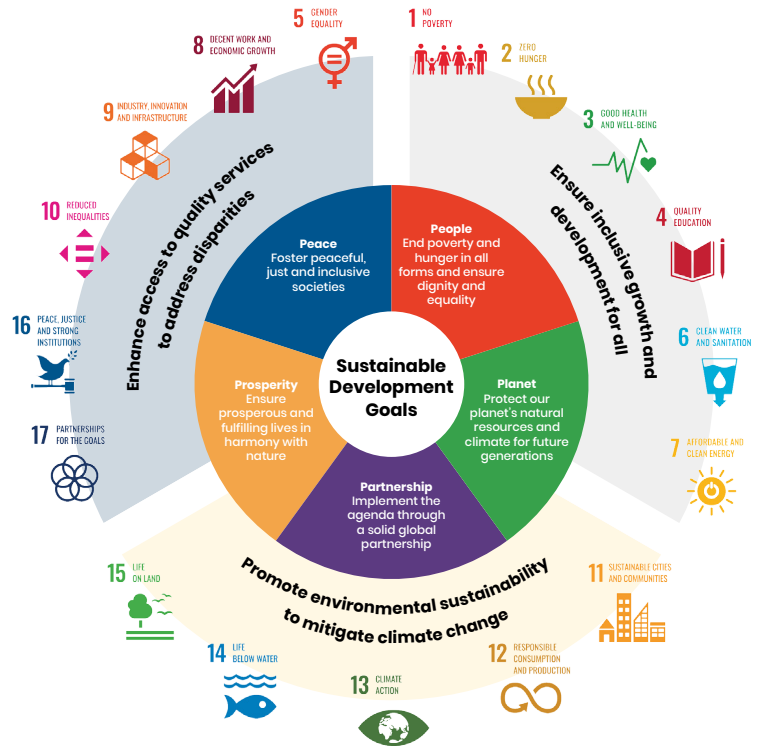 1 NO
POVERTY
2 ZERO
HUNGER
3 GOOD HEALTH
AND WELL-BEING
4 QUALITY
EDUCATION
6 CLEAN WATER
AND SANITATION
7 AFFORDABLE AND
CLEAN ENERGY
Ensure inclusive growth and
development for all
11 SUSTAINABLE CITIES
AND COMMUNITIES
12 RESPONSIBLE
CONSUMPTION
AND PRODUCTION
13 CLIMATE
ACTION
14 LIFE
BELOW WATER
15 LIFE
ON LAND
Promote environmental sustainability
to mitigate climate change
17 PARTNERSHIPS
FOR THE GOALS
16 PEACE, JUSTICE
AND STRONG
INSTITUTIONS
10 REDUCED
INEQUALITIES
9 INDUSTRY, INNOVATION
AND INFRASTRUCTURE
8 DECENT WORK AND
ECONOMIC GROWTH
5 GENDER
EQUALITY
Enhance access to quality services
to address disparities
People
End poverty and
hunger in all
forms and ensure
dignity and
equality
Planet
Protect our
planet's natural
resources and
climate for future
generations
Partnership
Implement the
agenda through
a solid global
partnership
Prosperity
Ensure
prosperous and
fulfilling lives in
harmony with
nature
Peace
Foster peaceful,
just and inclusive
societies
Sustainable
Development
Goals